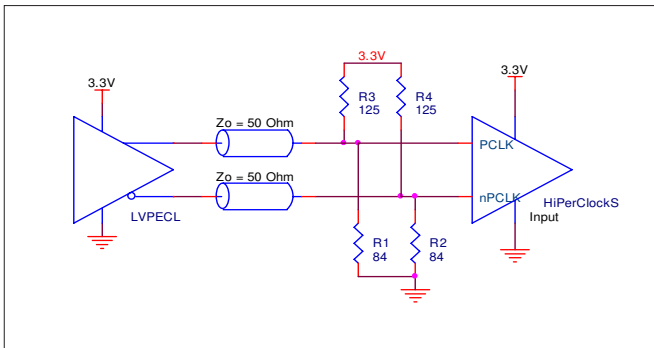 3.3V
3.3V
3.3V
R3
125
R4
125
Zo = 50 Ohm
PCLK
Zo = 50 Ohm
nPCLK
HiPerClockS
Input
LVPECL
R1
84
R2
84